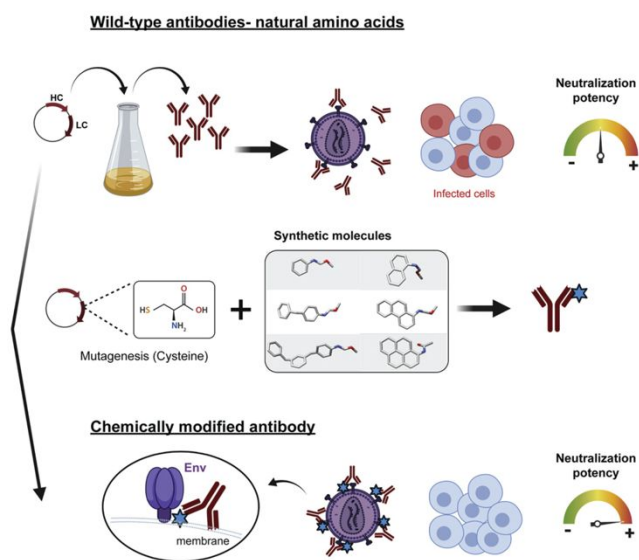 Wild-type antibodies- natural amino acids
HC
LC
Neutralization
potency
- +
Infected cells
Synthetic molecules
O
HS OH
NH2
+
Mutagenesis (Cysteine)
Chemically modified antibody
Env
membrane
Neutralization
potency
- +